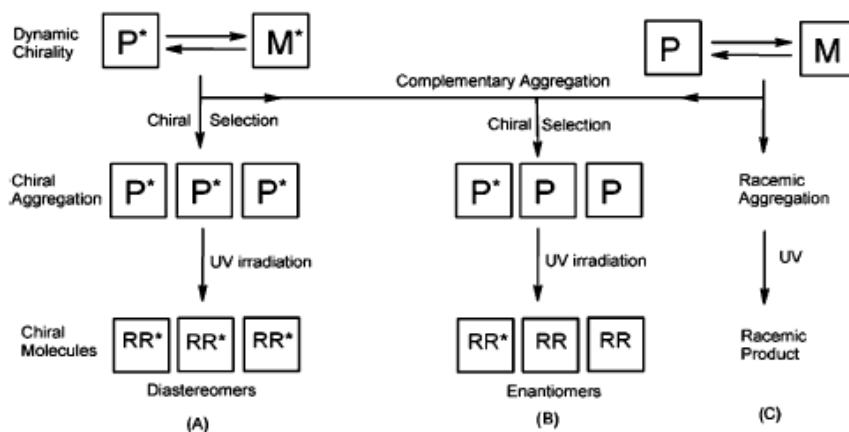 Dynamic
Chirality
P*
M*
P
M
Complementary Aggregation
Chiral Selection
Chiral Selection
Chiral
Aggregation
P* P* P*
P* P P
Racemic
Aggregation
UV irradiation
UV irradiation
UV
Chiral
Molecules
RR* RR* RR*
RR* RR RR
Racemic
Product
Diastereomers
Enantiomers
(A)
(B)
(C)